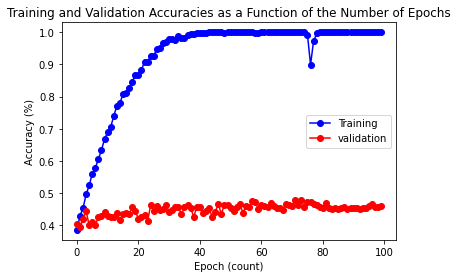 Training and Validation Accuracies as a Function of the Number of Epochs
1.0
0.9
0.8
0.7
0.6
0.5
0.4
Accuracy (%)
Training
validation
0 20 40 60 80 100
Epoch (count)